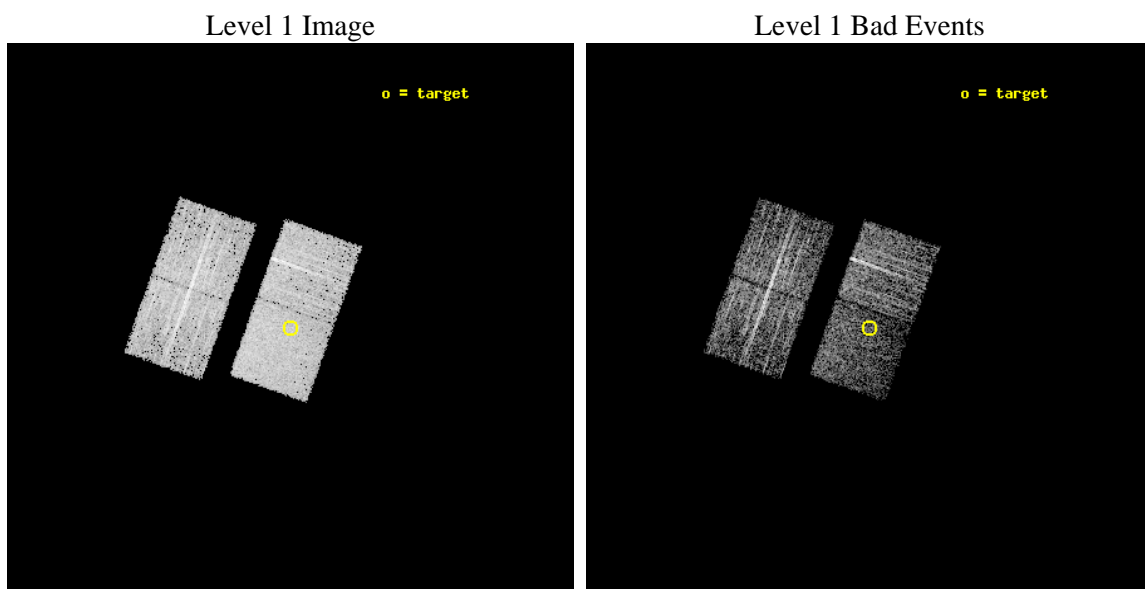 Level 1 Image
Level 1 Bad Events
o = target
o = target